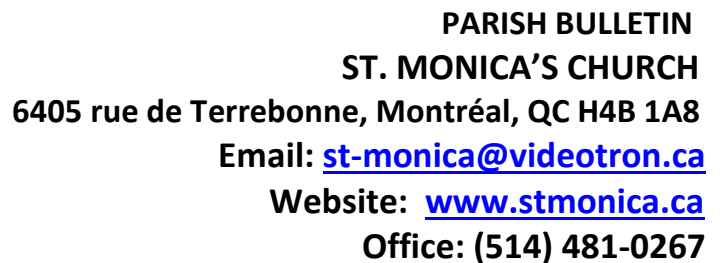 PARISH BULLETIN
ST. MONICA’S CHURCH
6405 rue de Terrebonne, Montréal, QC H4B 1A8
Email: st-monica@videotron.ca
Website: www.stmonica.ca
Office: (514) 481-0267